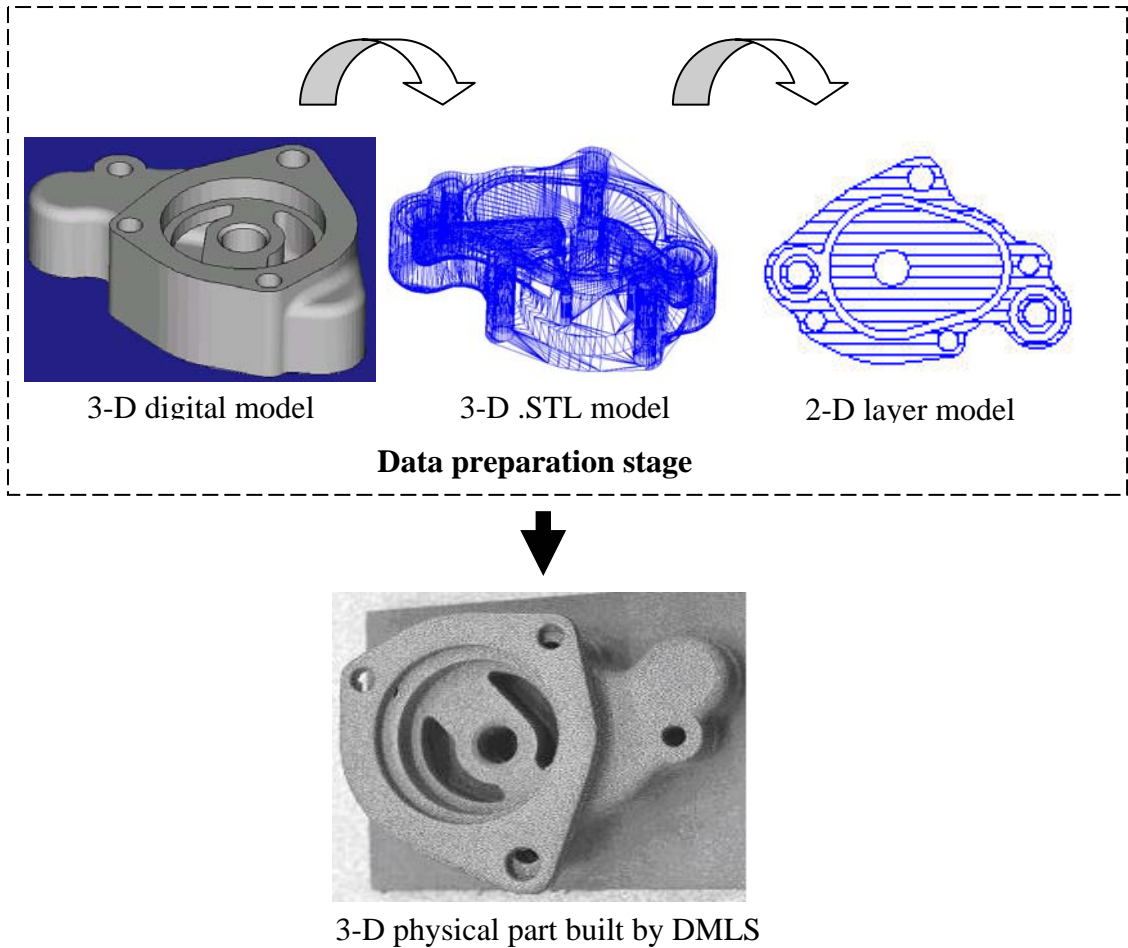 3-D digital model
3-D .STL model
2-D layer model
Data preparation stage
3-D physical part built by DMLS